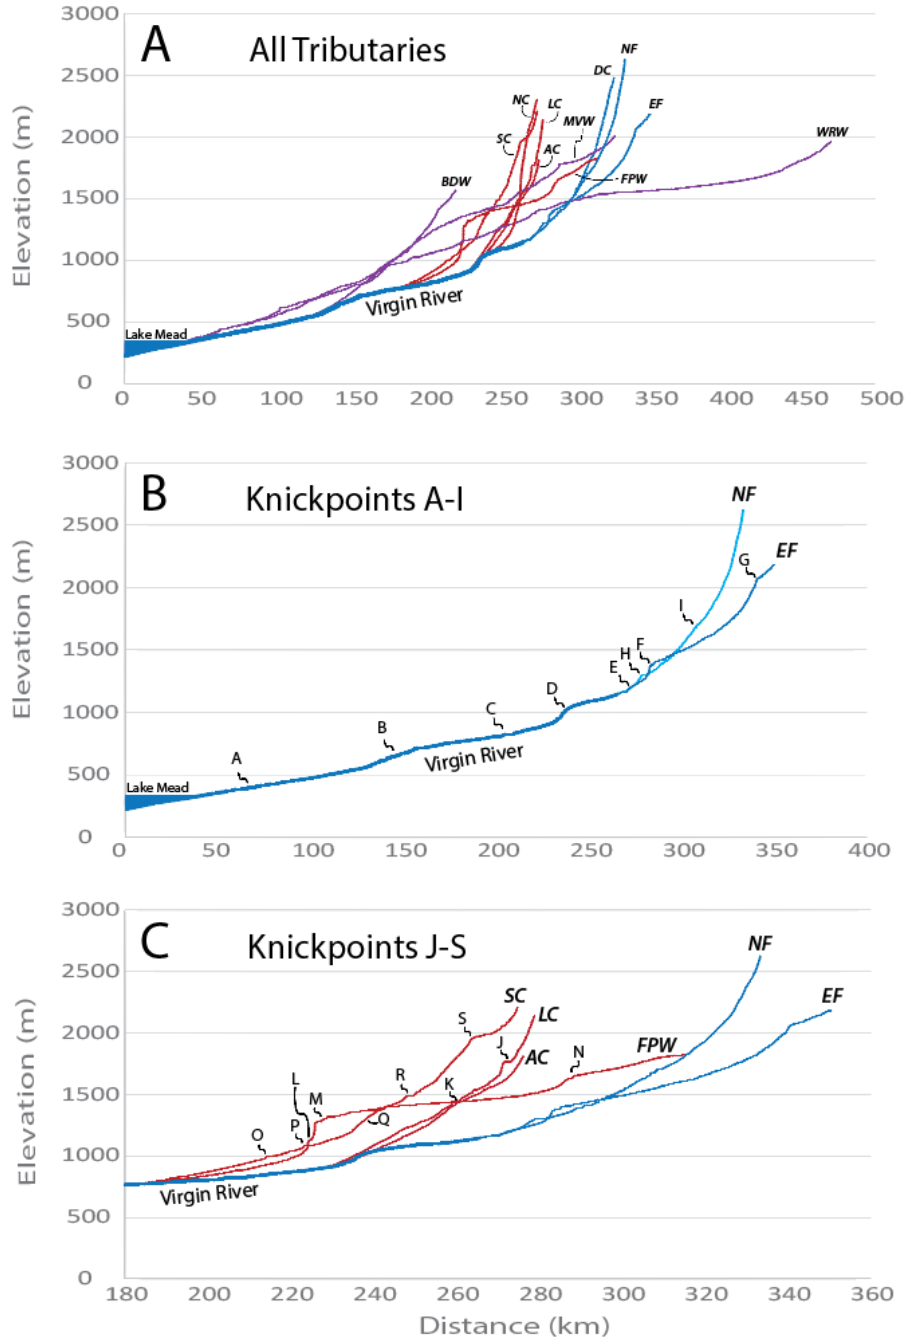 A All Tributaries
Elevation (m)
3000
2500
2000
1500
1000
500
0
NF
DC
EF
NC
LC
MVW
SC
AC
WRW
BDW
FPW
Virgin River
Lake Mead
0 50 100 150 200 250 300 350 400 450 500
B Knickpoints A-I
Elevation (m)
3000
2500
2000
1500
1000
500
0
NF
EF
G
I
F
H
E
D
C
B
A
Virgin River
Lake Mead
0 50 100 150 200 250 300 350 400
C Knickpoints J-S
Elevation (m)
3000
2500
2000
1500
1000
500
0
NF
EF
SC
LC
S
J
AC
N
FPW
R
K
L
M
Q
P
O
Virgin River
180 200 220 240 260 280 300 320 340 360
Distance (km)